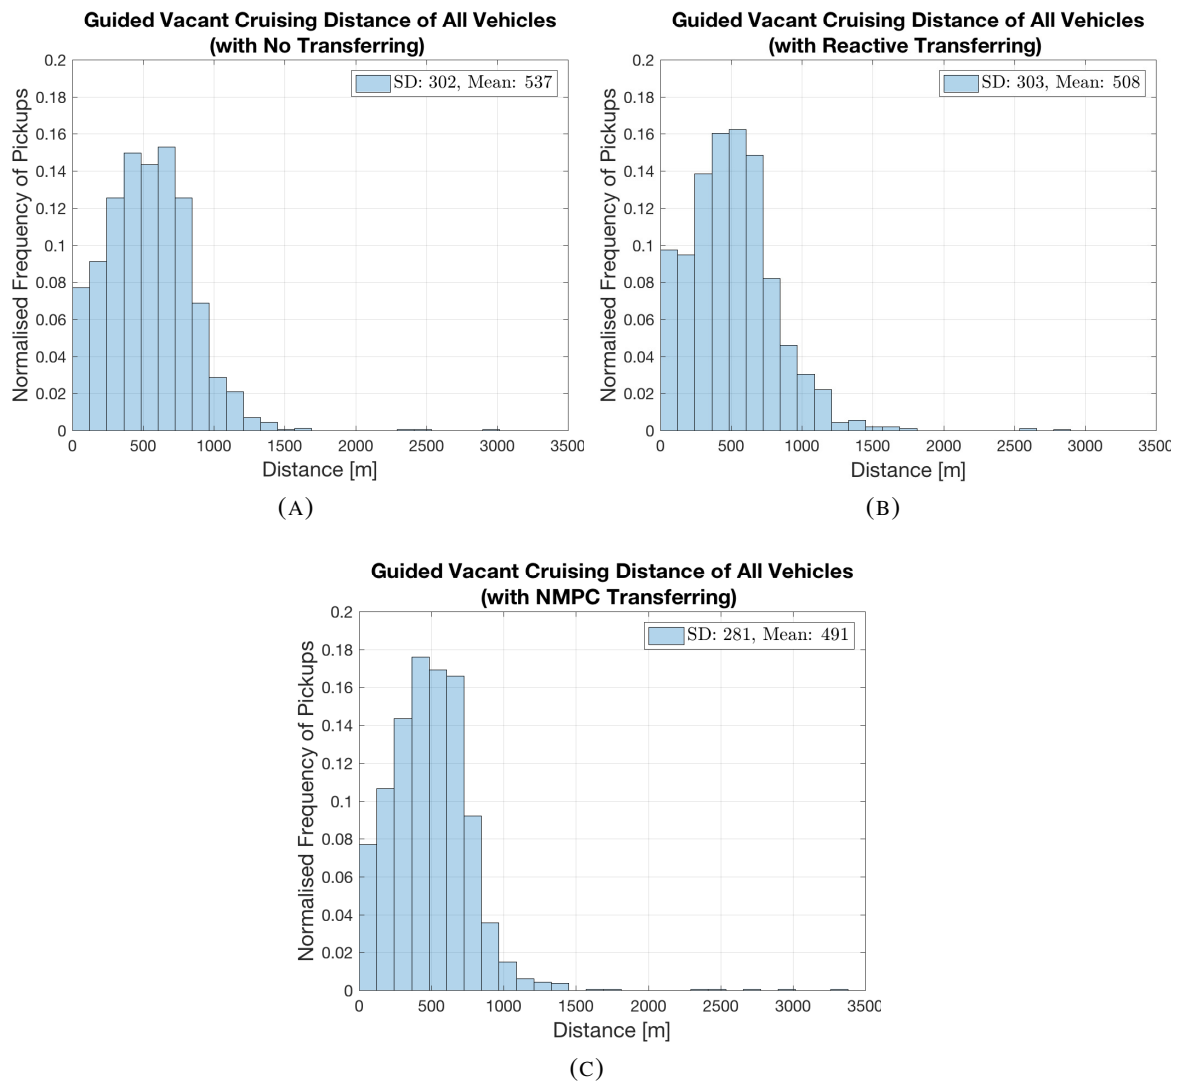 Guided Vacant Cruising Distance of All Vehicles
(with No Transferring)
SD: 302, Mean: 537
Normalised Frequency of Pickups
0.2
0.18
0.16
0.14
0.12
0.1
0.08
0.06
0.04
0.02
0
0 500 1000 1500 2000 2500 3000 3500
Distance [m]
(A)
Guided Vacant Cruising Distance of All Vehicles
(with Reactive Transferring)
SD: 303, Mean: 508
Normalised Frequency of Pickups
0.2
0.18
0.16
0.14
0.12
0.1
0.08
0.06
0.04
0.02
0
0 500 1000 1500 2000 2500 3000 3500
Distance [m]
(B)
Guided Vacant Cruising Distance of All Vehicles
(with NMPC Transferring)
SD: 281, Mean: 491
Normalised Frequency of Pickups
0.2
0.18
0.16
0.14
0.12
0.1
0.08
0.06
0.04
0.02
0
0 500 1000 1500 2000 2500 3000 3500
Distance [m]
(C)